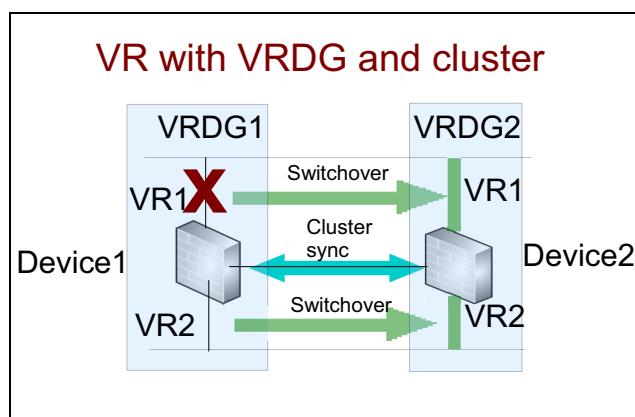 VR with VRDG and cluster
VRDG1
VRDG2
Switchover
VR1
VR1
Cluster
sync
Device1
Device2
Switchover
VR2
VR2